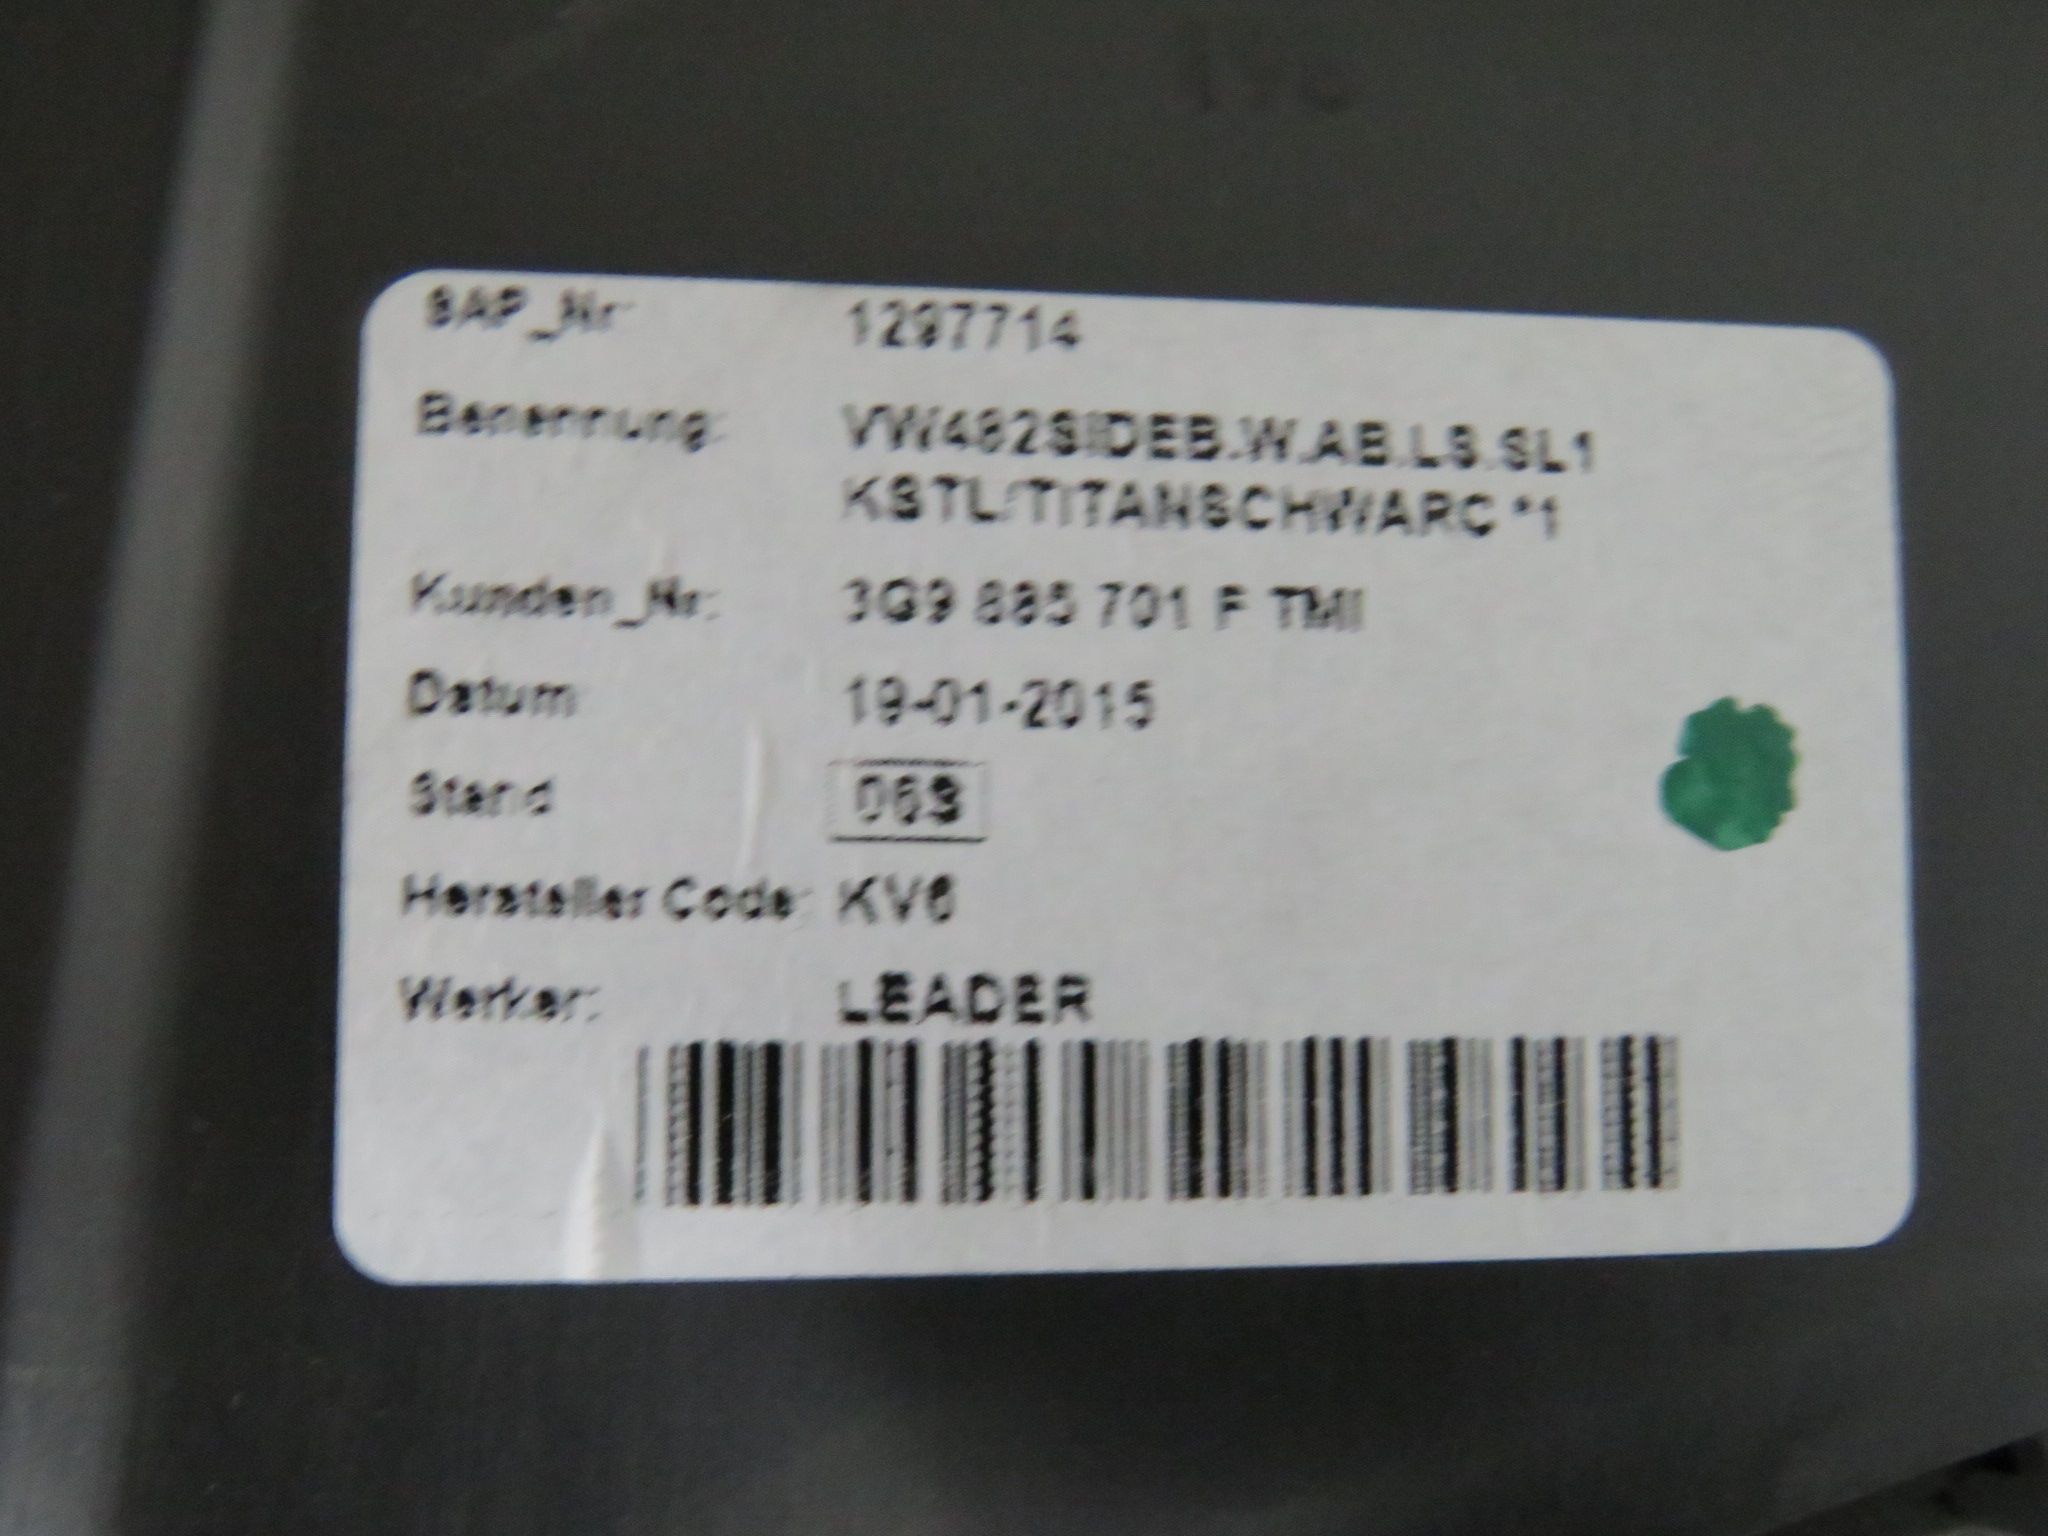 SAP_Nr: 1297714
Benennung: VW482SIDEB.W.AB.LS.SL1
KSTL/TITANSCHWARC *1
Kunden_Nr: 3G9 885 701 F TMI
Datum 19-01-2015
Stand
Hersteller Code: KV6
Werker: LEADER